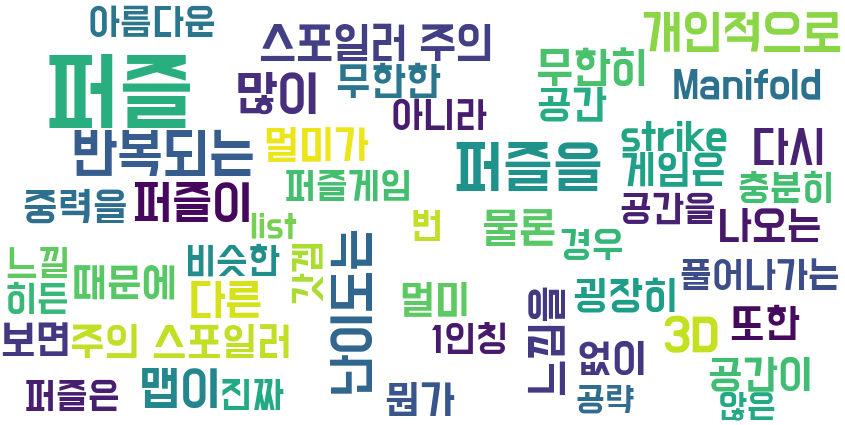 아름다운
스포일러 주의
개인적으로
퍼즐
많이
무한한
무한히
공간
Manifold
아니라
반복되는
멀미가
퍼즐을
strike
게임은
다시
중력을
퍼즐이
퍼즐게임
충분히
list
번
물론
공간을
나오는
느낄
히든
때문에
비슷한
갓겜
난이도로
경우
풀어나가는
다른
멀미
느낌을
굉장히
보면
주의 스포일러
1인칭
3D
또한
없이
퍼즐은
맵이
진짜
뭔가
공략
공간이
않은